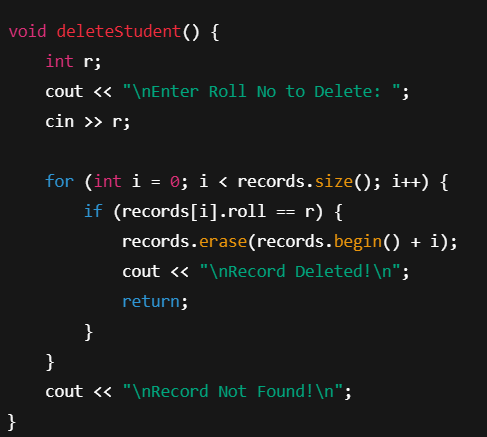 void deleteStudent() {
    int r;
    cout << "\nEnter Roll No to Delete: ";
    cin >> r;

    for (int i = 0; i < records.size(); i++) {
        if (records[i].roll == r) {
            records.erase(records.begin() + i);
            cout << "\nRecord Deleted!\n";
            return;
        }
    }
    cout << "\nRecord Not Found!\n";
}